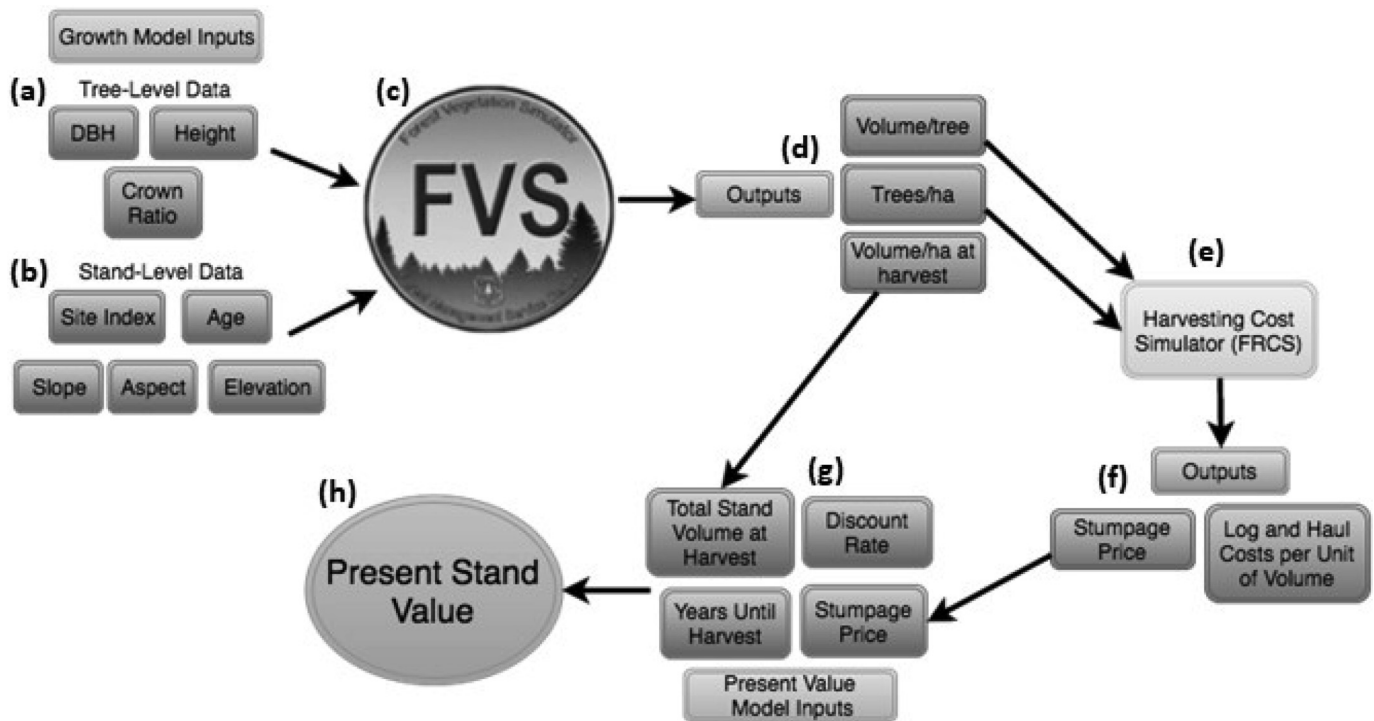 Growth Model Inputs
(a)
Tree-Level Data
DBH
Height
Crown
Ratio
(b)
Stand-Level Data
Site Index
Age
Slope
Aspect
Elevation
(c)
Forest Vegetation Simulator
FVS
(d)
Outputs
Volume/tree
Trees/ha
Volume/ha at
harvest
(e)
Harvesting Cost
Simulator (FRCS)
Outputs
(f)
Stumpage
Price
Log and Haul
Costs per Unit
of Volume
(g)
Total Stand
Volume at
Harvest
Discount
Rate
Years Until
Harvest
Stumpage
Price
Present Value
Model Inputs
(h)
Present Stand
Value